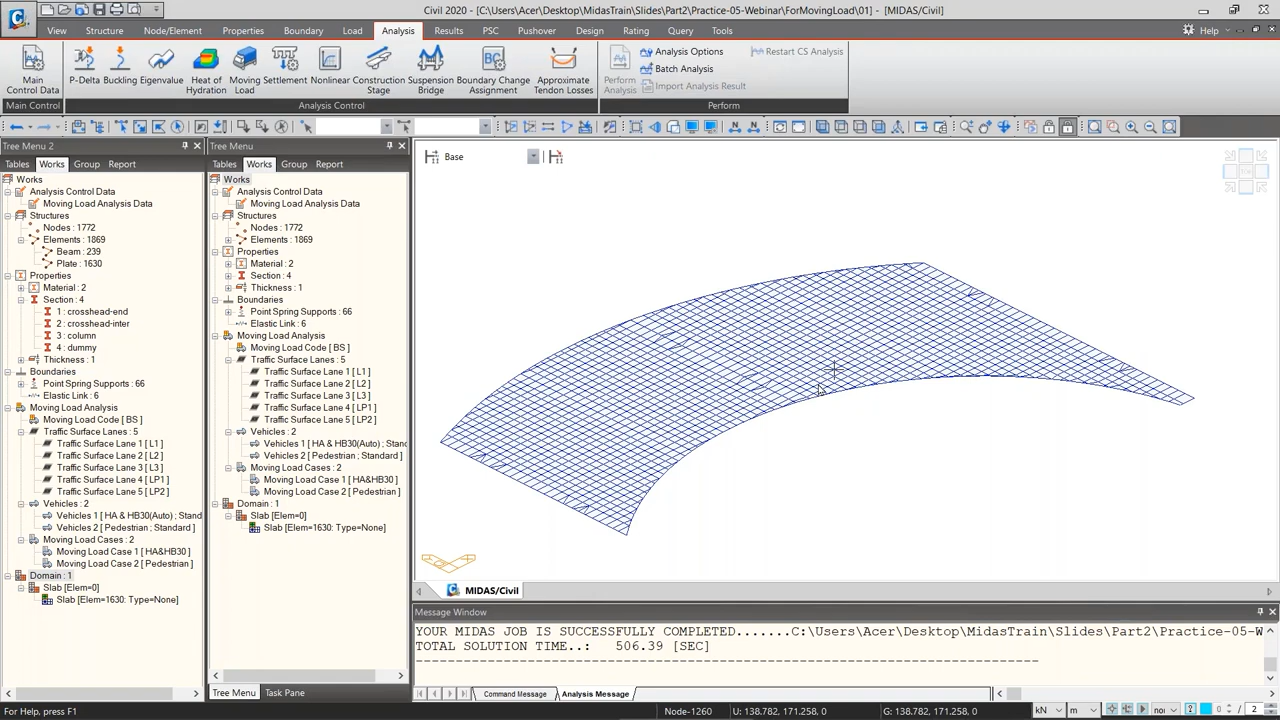 Civil 2020 - [C:\Users\Acer\Desktop\MidasTrain\Slides\Part2\Practice-05-Webinar\ForMovingLoad\01] - [MIDAS/Civil]
View Structure Node/Element Properties Boundary Load Analysis Results PSC Pushover Design Rating Query Tools Help
Main Control Data
P-Delta Buckling Eigenvalue Heat of Hydration Moving Load Settlement Nonlinear Construction Stage Suspension Bridge Boundary Change Assignment Approximate Tendon Losses
Perform Analysis
Analysis Options
Batch Analysis
Import Analysis Result
Restart CS Analysis
Main Control Analysis Control Perform
Tree Menu 2
Tables Works Group Report
Works
Analysis Control Data
Moving Load Analysis Data
Structures
Nodes : 1772
Elements : 1869
Beam : 239
Plate : 1630
Properties
Material : 2
Section : 4
1 : crosshead-end
2 : crosshead-inter
3 : column
4 : dummy
Thickness : 1
Boundaries
Point Spring Supports : 66
Elastic Link : 6
Moving Load Analysis
Moving Load Code [ BS ]
Traffic Surface Lanes : 5
Traffic Surface Lane 1 [ L1 ]
Traffic Surface Lane 2 [ L2 ]
Traffic Surface Lane 3 [ L3 ]
Traffic Surface Lane 4 [ LP1 ]
Traffic Surface Lane 5 [ LP2 ]
Vehicles : 2
Vehicles 1 [ HA & HB30(Auto) ; Stand
Vehicles 2 [ Pedestrian ; Standard ]
Moving Load Cases : 2
Moving Load Case 1 [ HA&HB30 ]
Moving Load Case 2 [ Pedestrian ]
Domain : 1
Slab [Elem=0]
Slab [Elem=1630: Type=None]
Tree Menu
Tables Works Group Report
Works
Analysis Control Data
Moving Load Analysis Data
Structures
Nodes : 1772
Elements : 1869
Properties
Material : 2
Section : 4
Thickness : 1
Boundaries
Point Spring Supports : 66
Elastic Link : 6
Moving Load Analysis
Moving Load Code [ BS ]
Traffic Surface Lanes : 5
Traffic Surface Lane 1 [ L1 ]
Traffic Surface Lane 2 [ L2 ]
Traffic Surface Lane 3 [ L3 ]
Traffic Surface Lane 4 [ LP1 ]
Traffic Surface Lane 5 [ LP2 ]
Vehicles : 2
Vehicles 1 [ HA & HB30(Auto) ; Stand
Vehicles 2 [ Pedestrian ; Standard ]
Moving Load Cases : 2
Moving Load Case 1 [ HA&HB30 ]
Moving Load Case 2 [ Pedestrian ]
Domain : 1
Slab [Elem=0]
Slab [Elem=1630: Type=None]
Tree Menu Task Pane
Base
MIDAS/Civil
Message Window
YOUR MIDAS JOB IS SUCCESSFULLY COMPLETED.......C:\Users\Acer\Desktop\MidasTrain\Slides\Part2\Practice-05-W
TOTAL SOLUTION TIME..: 506.39 [SEC]
Command Message Analysis Message
For Help, press F1
Node-1260 U: 138.782, 171.258, 0 G: 138.782, 171.258, 0 kN m non / 2